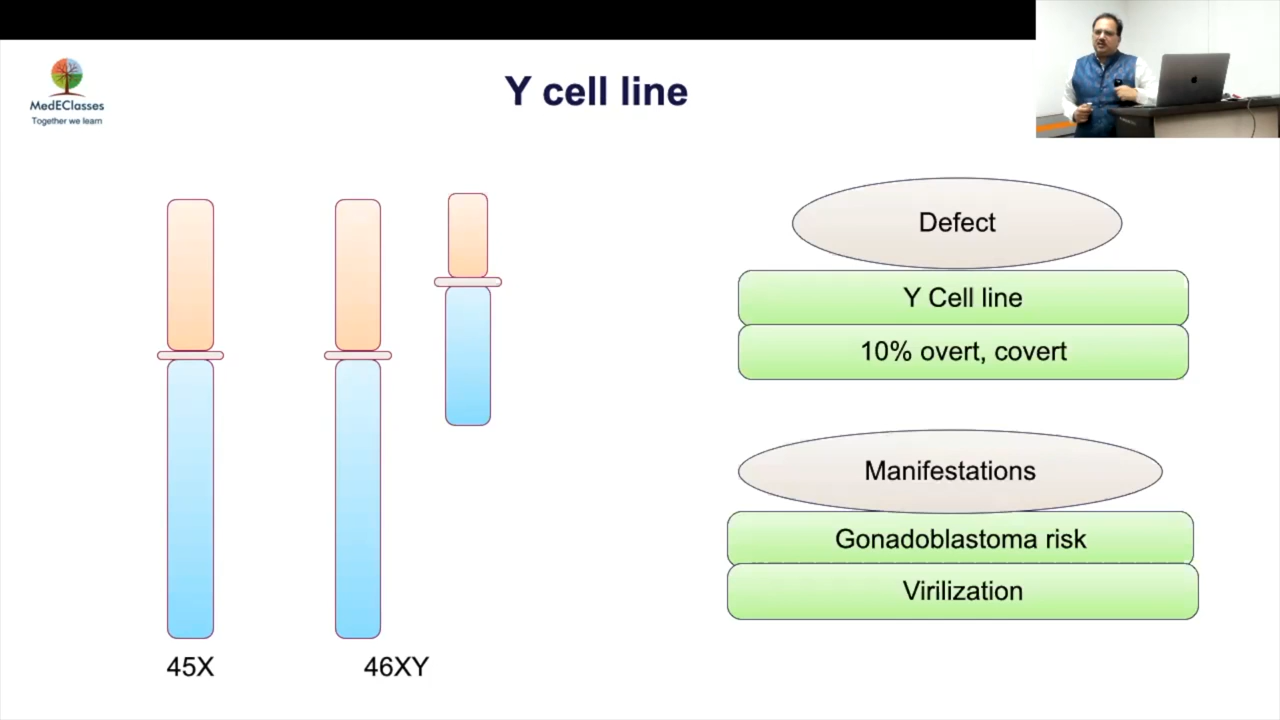 MedEClasses
Together we learn
Y cell line
Defect
Y Cell line
10% overt, covert
Manifestations
Gonadoblastoma risk
Virilization
45X
46XY